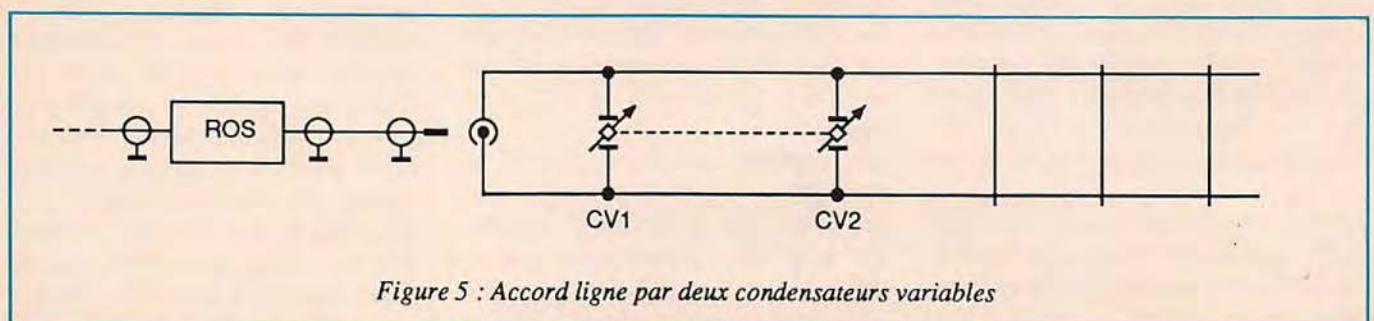 ROS
CV1 CV2
Figure 5 : Accord ligne par deux condensateurs variables